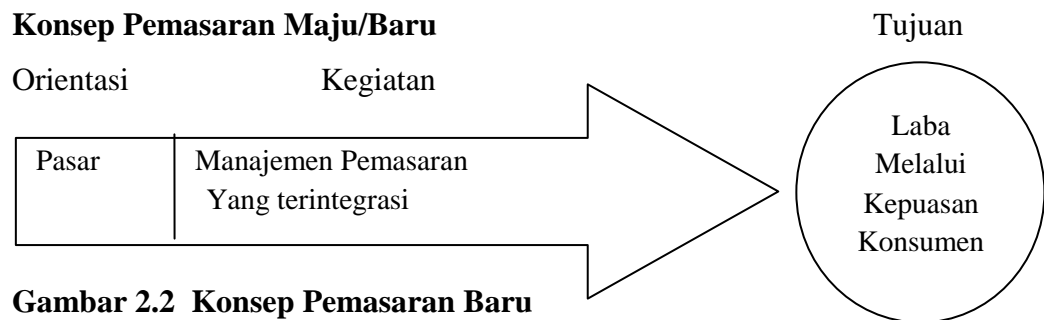 Konsep Pemasaran Maju/Baru Tujuan
Orientasi Kegiatan
Pasar Manajemen Pemasaran
Yang terintegrasi
Laba
Melalui
Kepuasan
Konsumen
Gambar 2.2 Konsep Pemasaran Baru